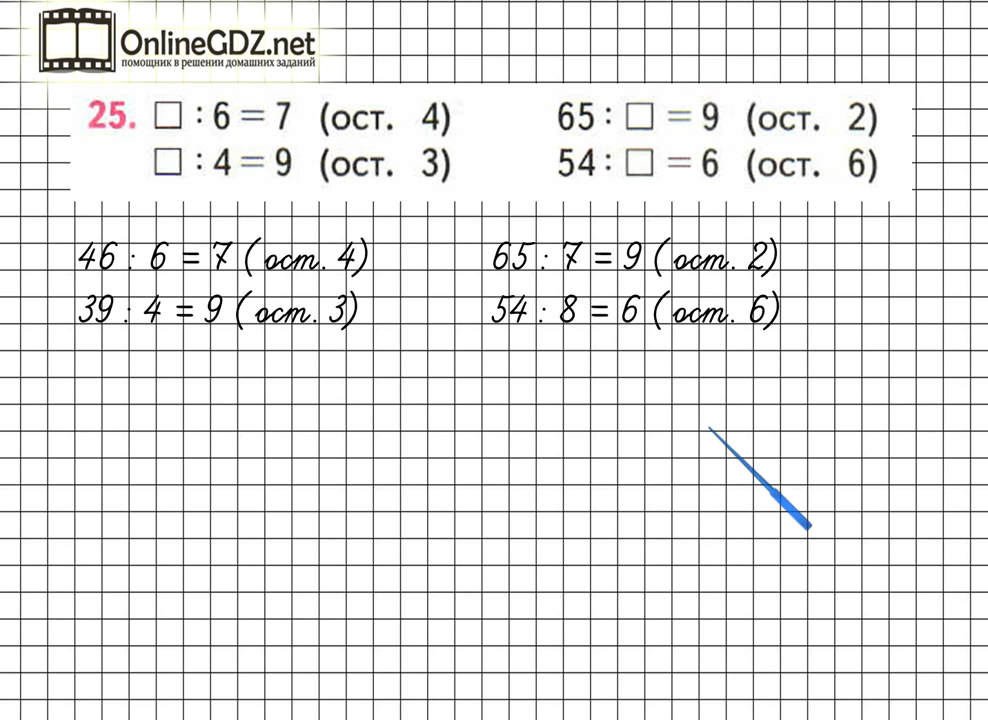 OnlineGDZ.net
помощник в решении домашних заданий
25. □ : 6 = 7 (ост. 4) 65 : □ = 9 (ост. 2)
□ : 4 = 9 (ост. 3) 54 : □ = 6 (ост. 6)
46 : 6 = 7 (ост. 4) 65 : 7 = 9 (ост. 2)
39 : 4 = 9 (ост. 3) 54 : 8 = 6 (ост. 6)